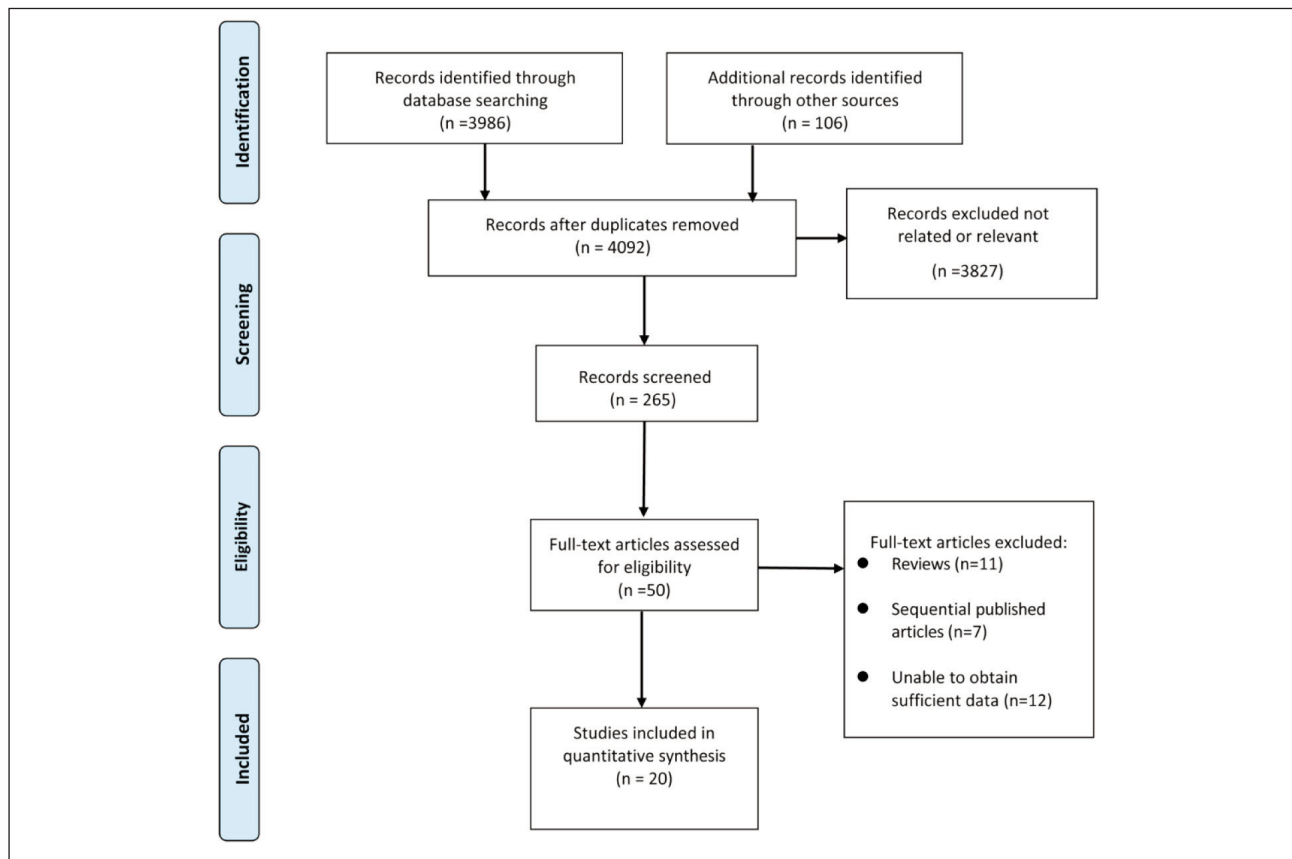 Identification
Records identified through
database searching
(n =3986)
Additional records identified
through other sources
(n = 106)
Records after duplicates removed
(n = 4092)
Records excluded not
related or relevant
(n =3827)
Screening
Records screened
(n = 265)
Eligibility
Full-text articles assessed
for eligibility
(n =50)
Full-text articles excluded:
● Reviews (n=11)
● Sequential published
articles (n=7)
● Unable to obtain
sufficient data (n=12)
Included
Studies included in
quantitative synthesis
(n = 20)